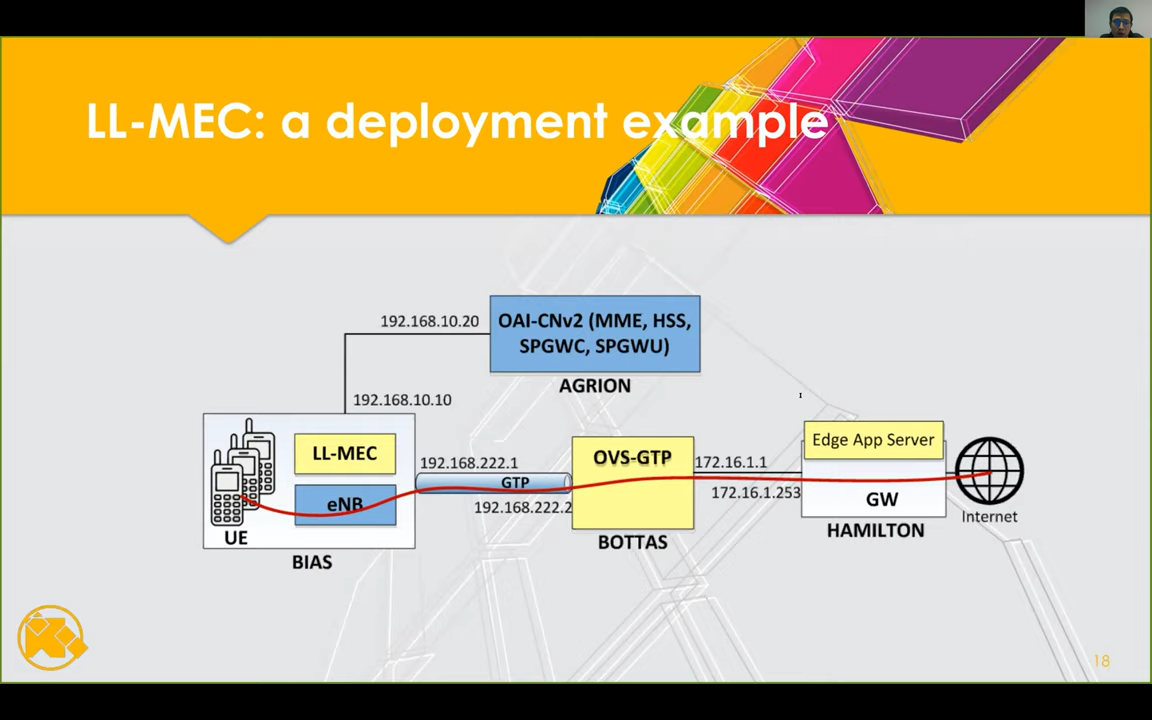 LL-MEC: a deployment example
192.168.10.20
OAI-CNv2 (MME, HSS,
SPGWC, SPGWU)
AGRION
192.168.10.10
LL-MEC
eNB
UE
BIAS
192.168.222.1
GTP
192.168.222.2
OVS-GTP
BOTTAS
172.16.1.1
172.16.1.253
Edge App Server
GW
HAMILTON
Internet
18